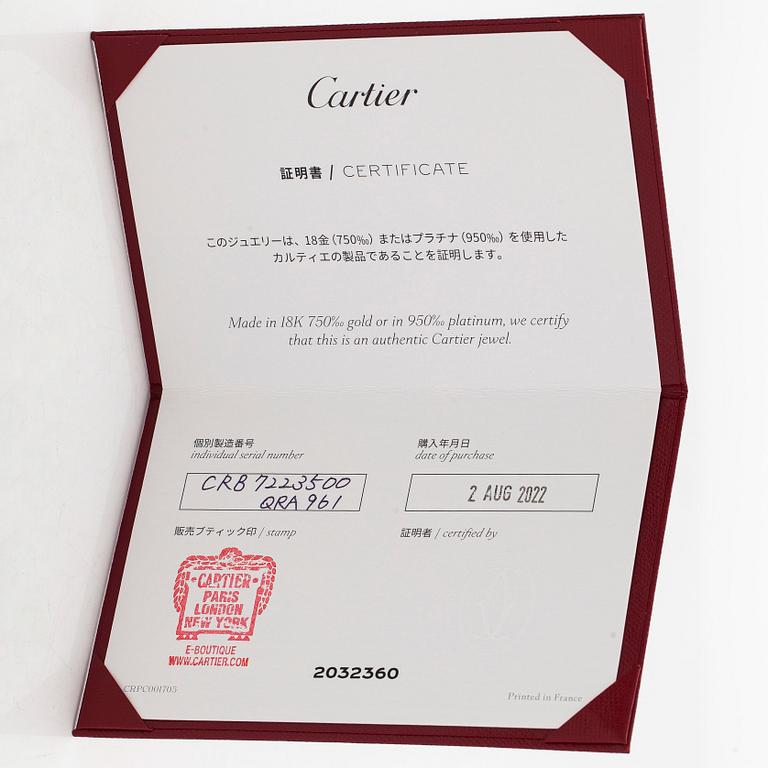 Cartier
証明書 / CERTIFICATE
このジュエリーは、18金 (750‰) またはプラチナ (950‰) を使用した
カルティエの製品であることを証明します。
Made in 18K 750‰ gold or in 950‰ platinum, we certify
that this is an authentic Cartier jewel.
個別製造番号
individual serial number
CRB 7223500
QRA 961
購入年月日
date of purchase
2 AUG 2022
販売ブティック印 / stamp
証明者 / certified by
CARTIER
PARIS
LONDON
NEW YORK
E-BOUTIQUE
WWW.CARTIER.COM
2032360
CRPC001705
Printed in France